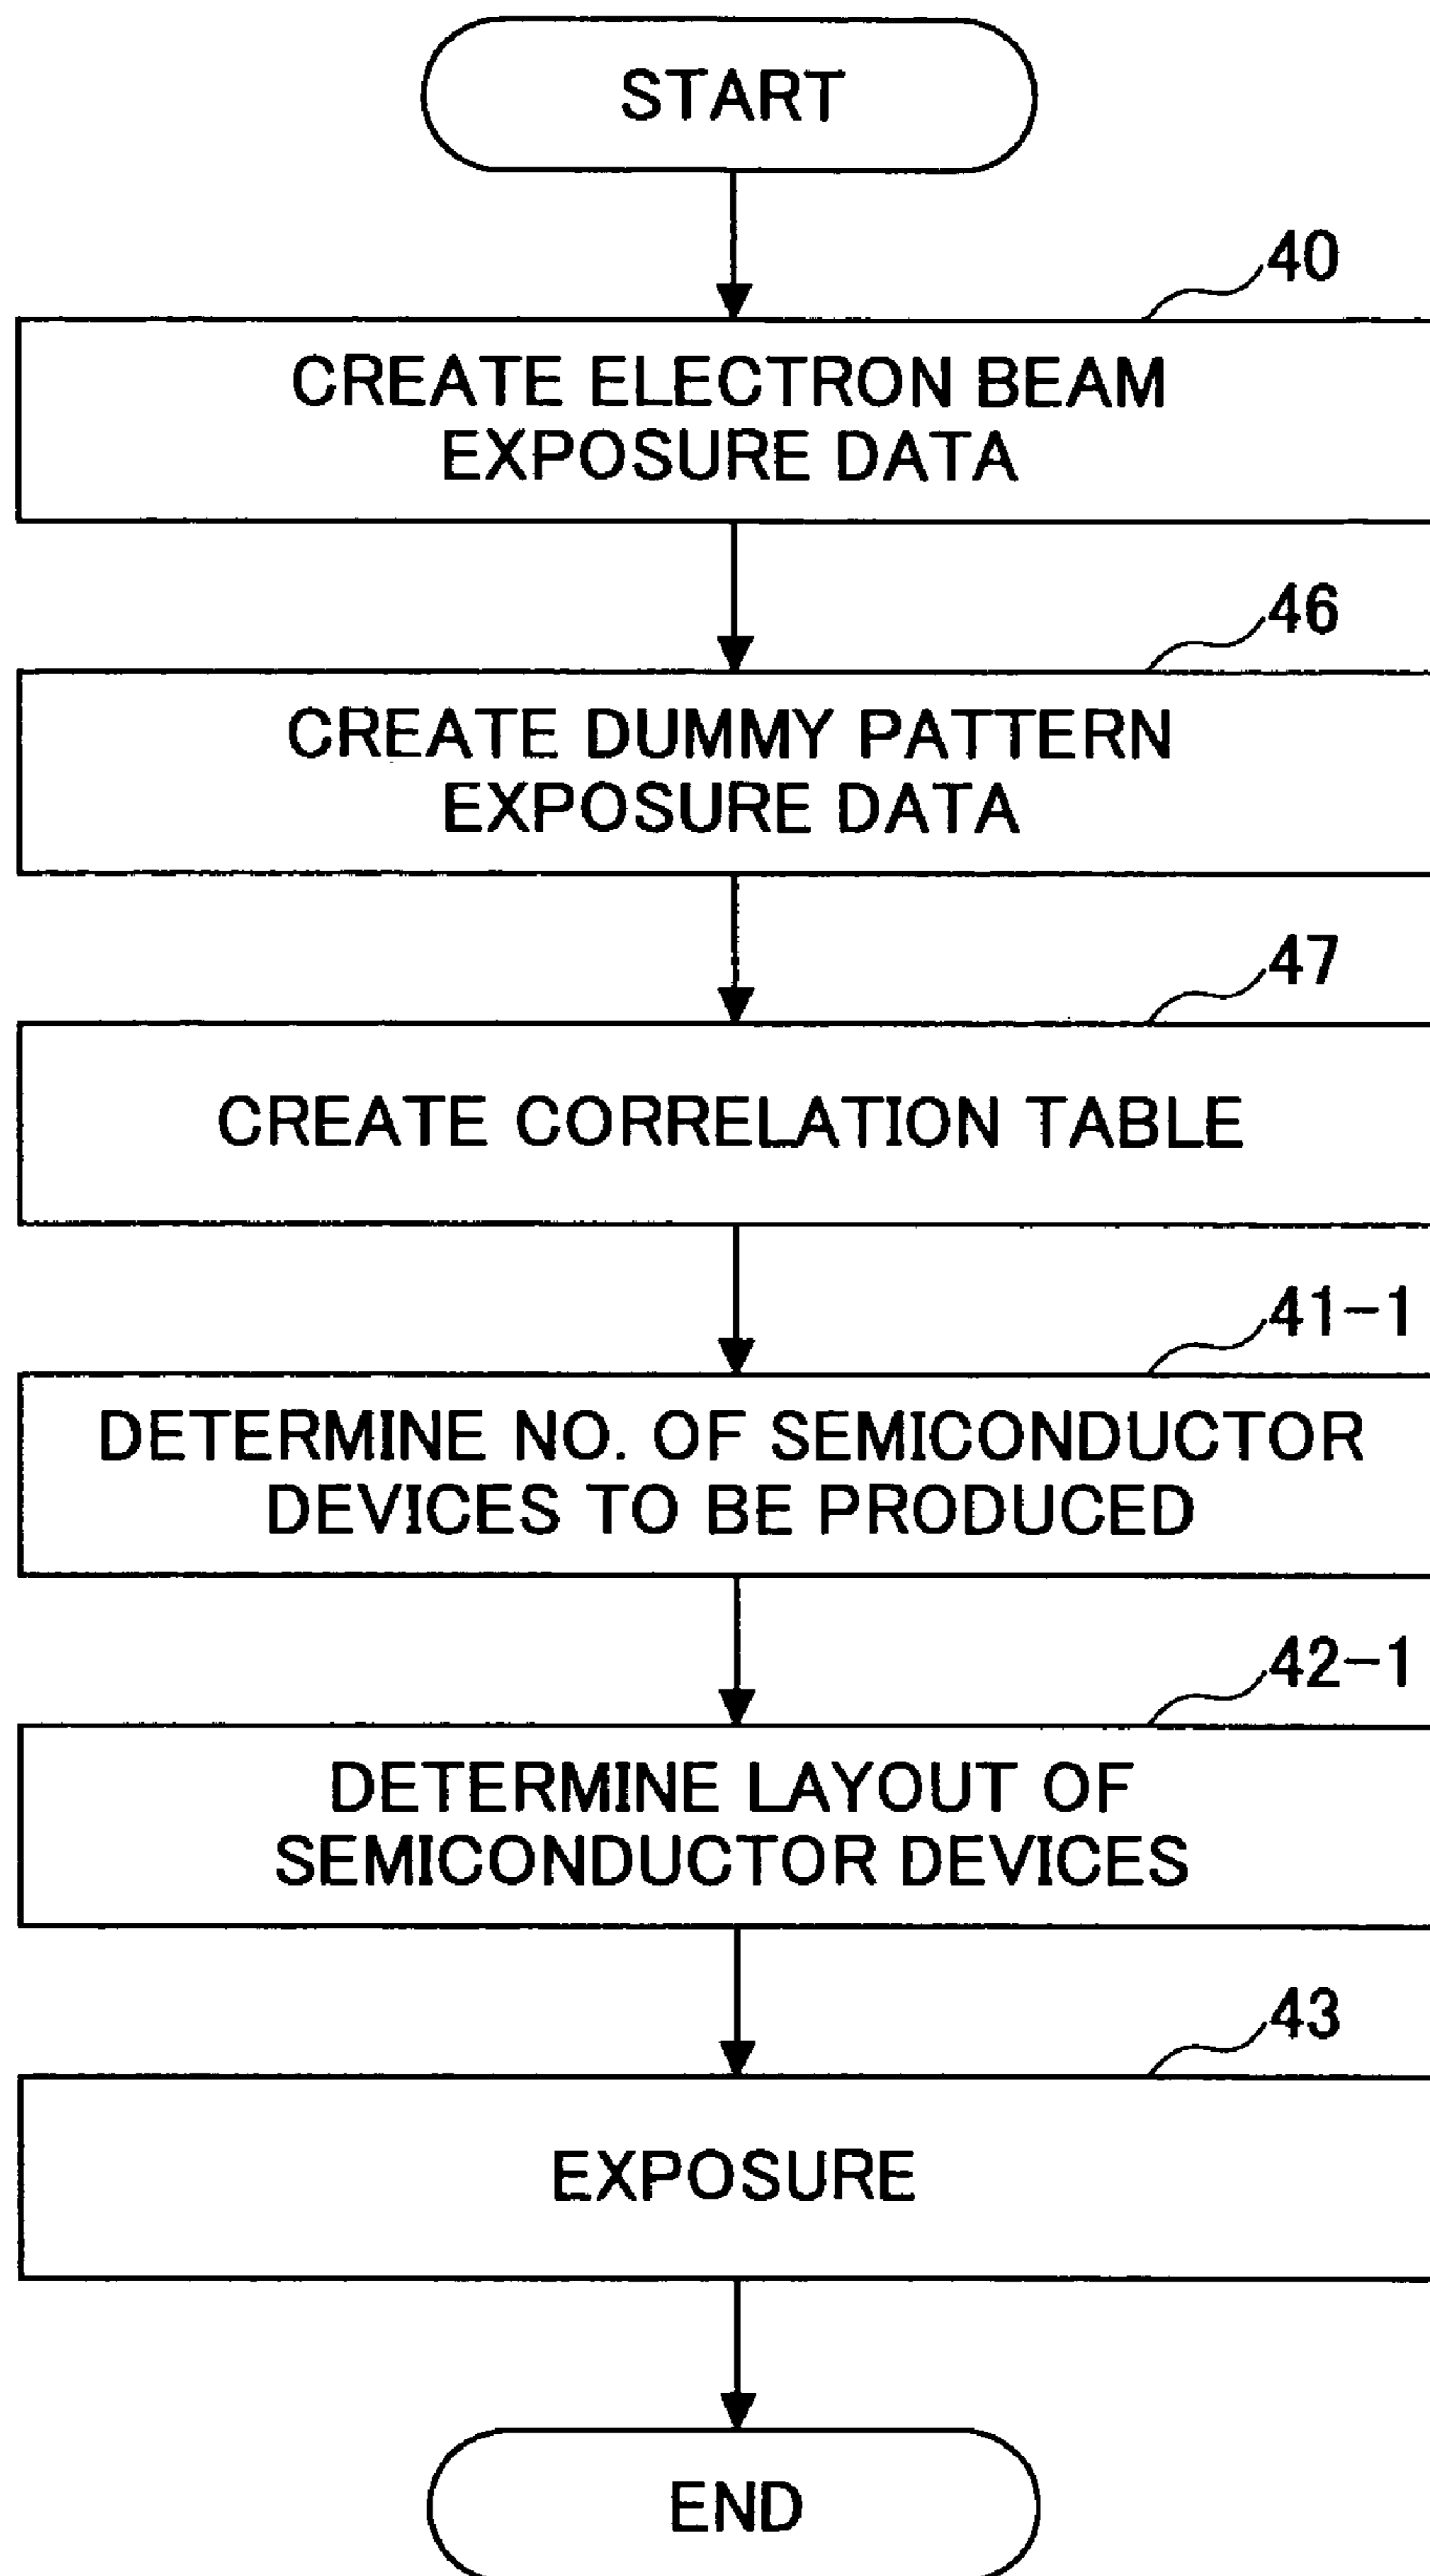 START
40
CREATE ELECTRON BEAM
EXPOSURE DATA
46
CREATE DUMMY PATTERN
EXPOSURE DATA
47
CREATE CORRELATION TABLE
41-1
DETERMINE NO. OF SEMICONDUCTOR
DEVICES TO BE PRODUCED
42-1
DETERMINE LAYOUT OF
SEMICONDUCTOR DEVICES
43
EXPOSURE
END